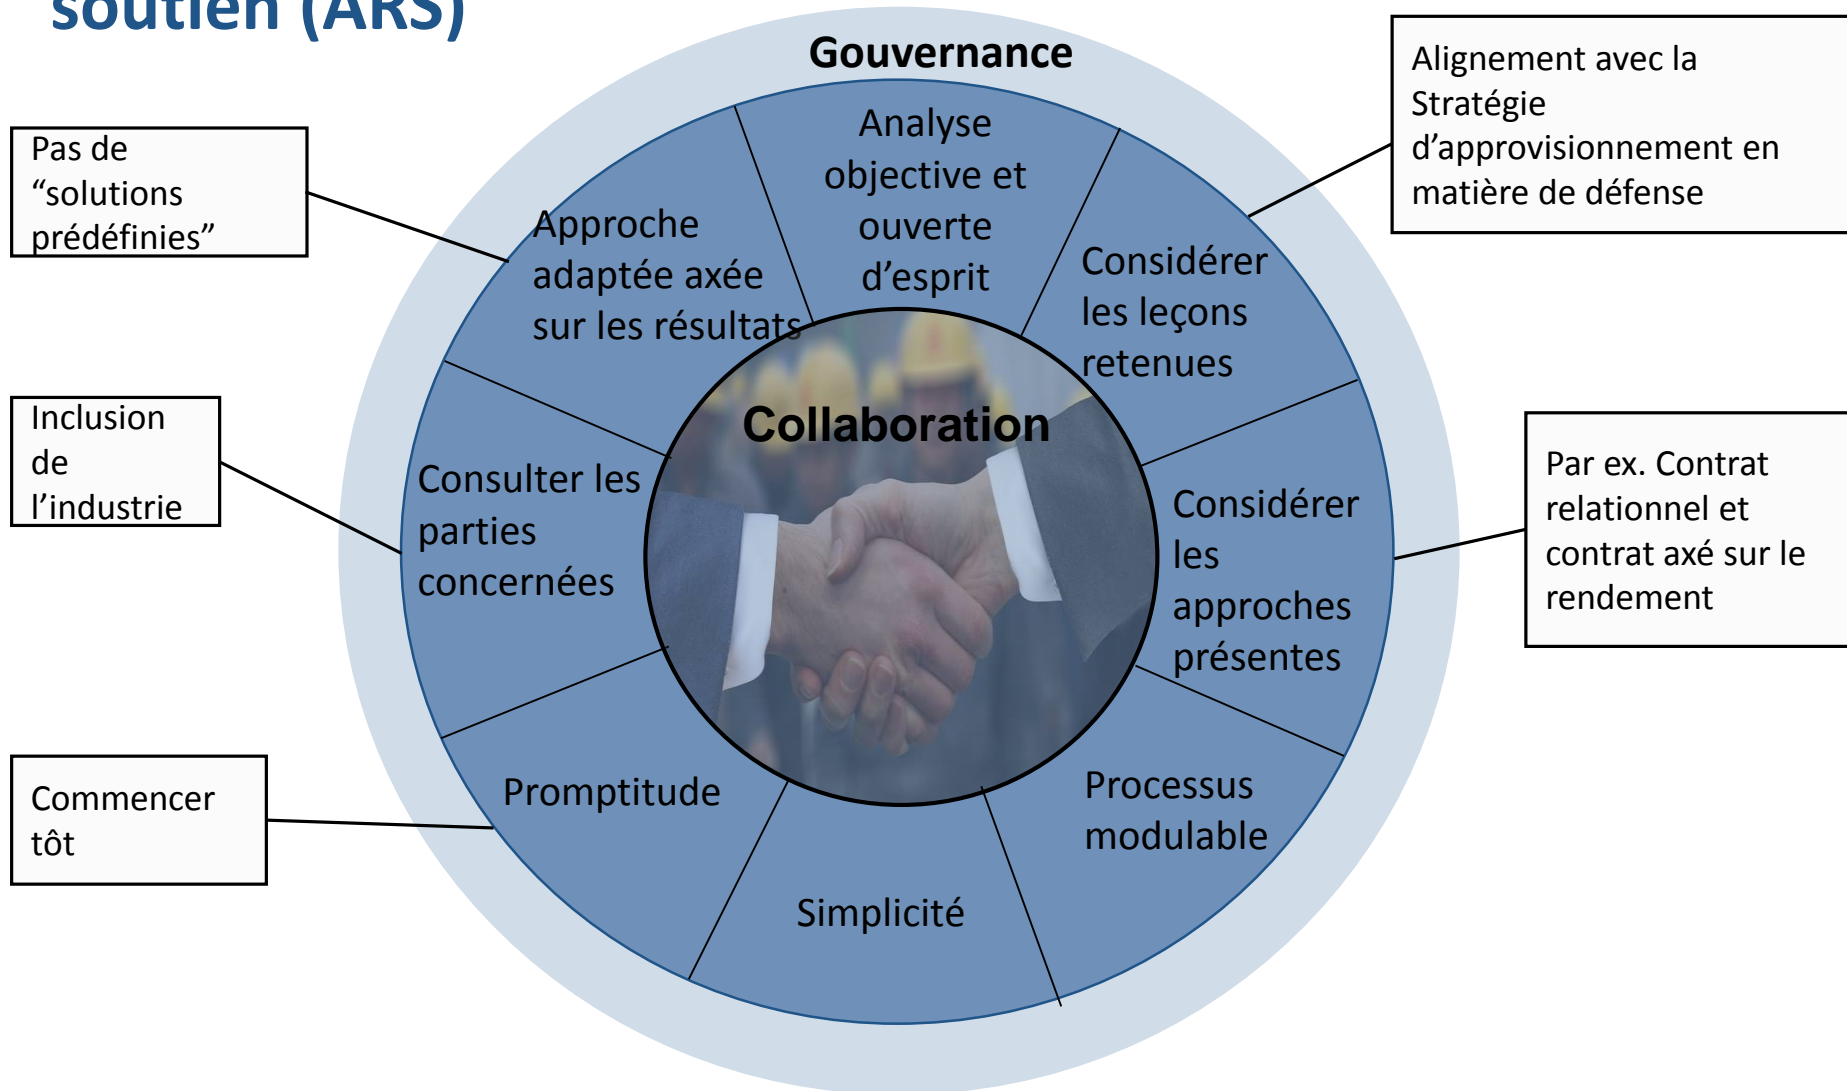 soutien (ARS)
Gouvernance
Analyse
objective et
ouverte
d’esprit
Considérer
les leçons
retenues
Considérer
les
approches
présentes
Processus
modulable
Simplicité
Promptitude
Consulter les
parties
concernées
Approche
adaptée axée
sur les résultats
Collaboration
Pas de
“solutions
prédéfinies”
Inclusion
de
l’industrie
Commencer
tôt
Alignement avec la
Stratégie
d’approvisionnement en
matière de défense
Par ex. Contrat
relationnel et
contrat axé sur le
rendement